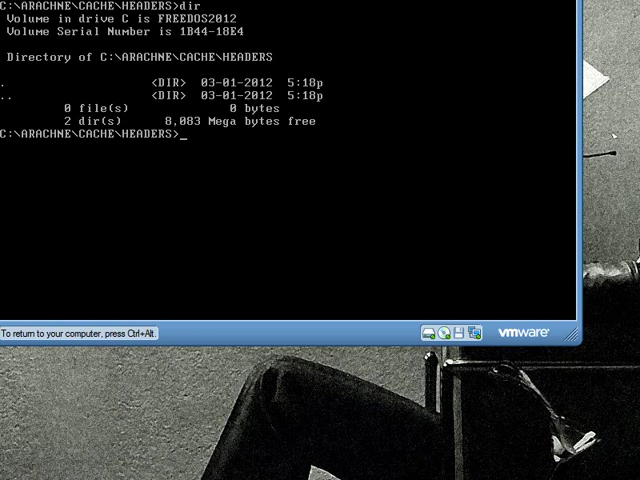 C:\ARACHNE\CACHE\HEADERS>dir
Volume in drive C is FREEDOS2012
Volume Serial Number is 1B44-18E4
Directory of C:\ARACHNE\CACHE\HEADERS
. <DIR> 03-01-2012 5:18p
.. <DIR> 03-01-2012 5:18p
0 file(s) 0 bytes
2 dir(s) 8,083 Mega bytes free
C:\ARACHNE\CACHE\HEADERS>_
To return to your computer, press Ctrl+Alt.
vmware